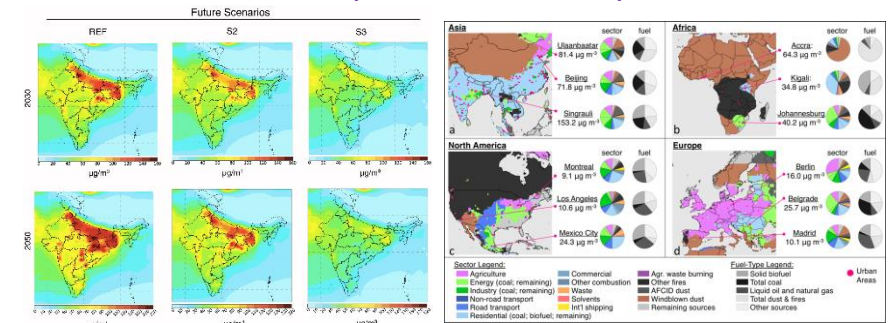 Future Scenarios
REF
S2
S3
2030
µg/m³
2050
Asia
sector
fuel
Ulaanbaatar
81.4 µg m-3
Beijing
71.8 µg m-3
Singrauli
153.2 µg m-3
a
Africa
sector
fuel
Accra:
64.3 µg m-3
Kigali:
34.8 µg m-3
Johannesburg
40.2 µg m-3
b
North America
Montreal
9.1 µg m-3
Los Angeles
10.6 µg m-3
Mexico City
24.3 µg m-3
c
Europe
Berlin
16.0 µg m-3
Belgrade
25.7 µg m-3
Madrid
10.1 µg m-3
d
Sector Legend:
Agriculture
Energy (coal; remaining)
Industry (coal; remaining)
Non-road transport
Road transport
Residential (coal; biofuel; remaining)
Commercial
Other combustion
Waste
Solvents
Int'l shipping
Agr. waste burning
Other fires
AFCID dust
Windblown dust
Remaining sources
Fuel-Type Legend:
Solid biofuel
Total coal
Liquid oil and natural gas
Total dust & fires
Other sources
Urban
Areas